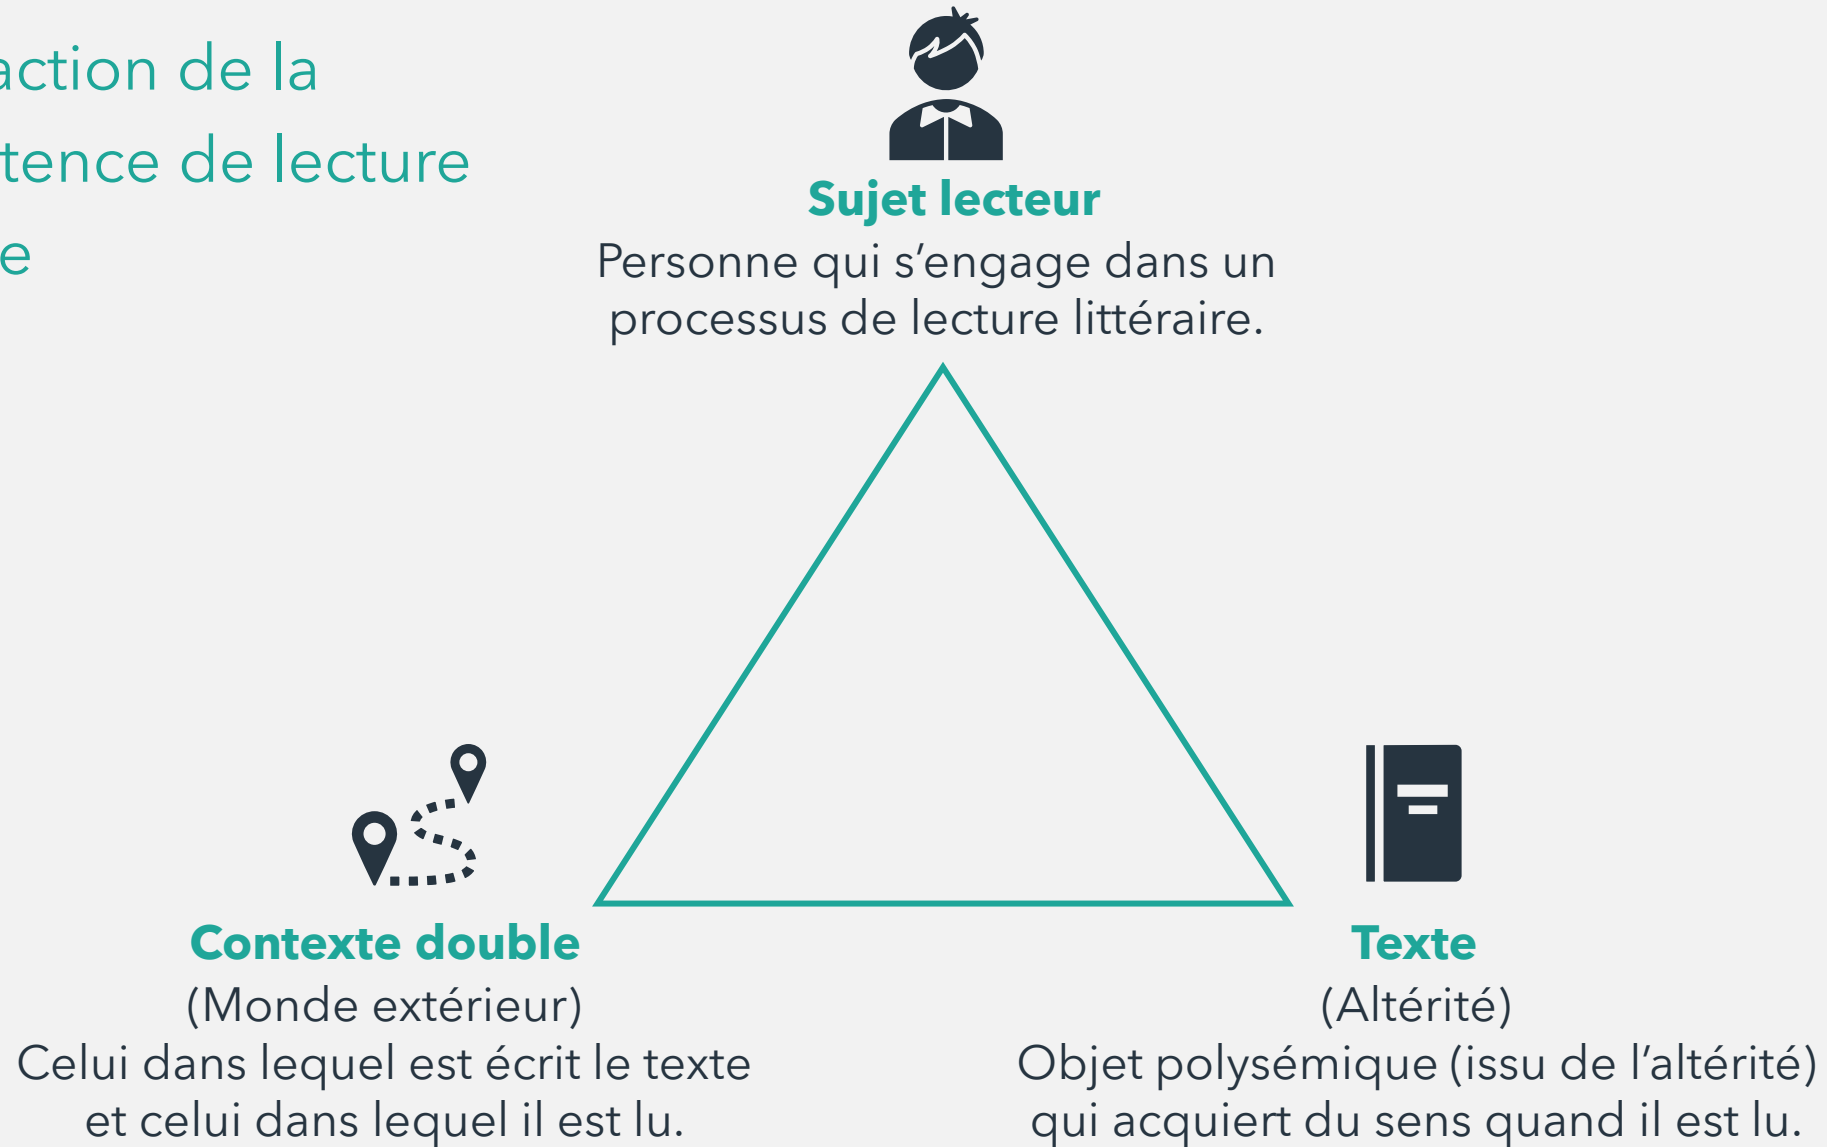 action de la
tence de lecture
e
Sujet lecteur
Personne qui s’engage dans un
processus de lecture littéraire.
Contexte double
(Monde extérieur)
Celui dans lequel est écrit le texte
et celui dans lequel il est lu.
Texte
(Altérité)
Objet polysémique (issu de l’altérité)
qui acquiert du sens quand il est lu.